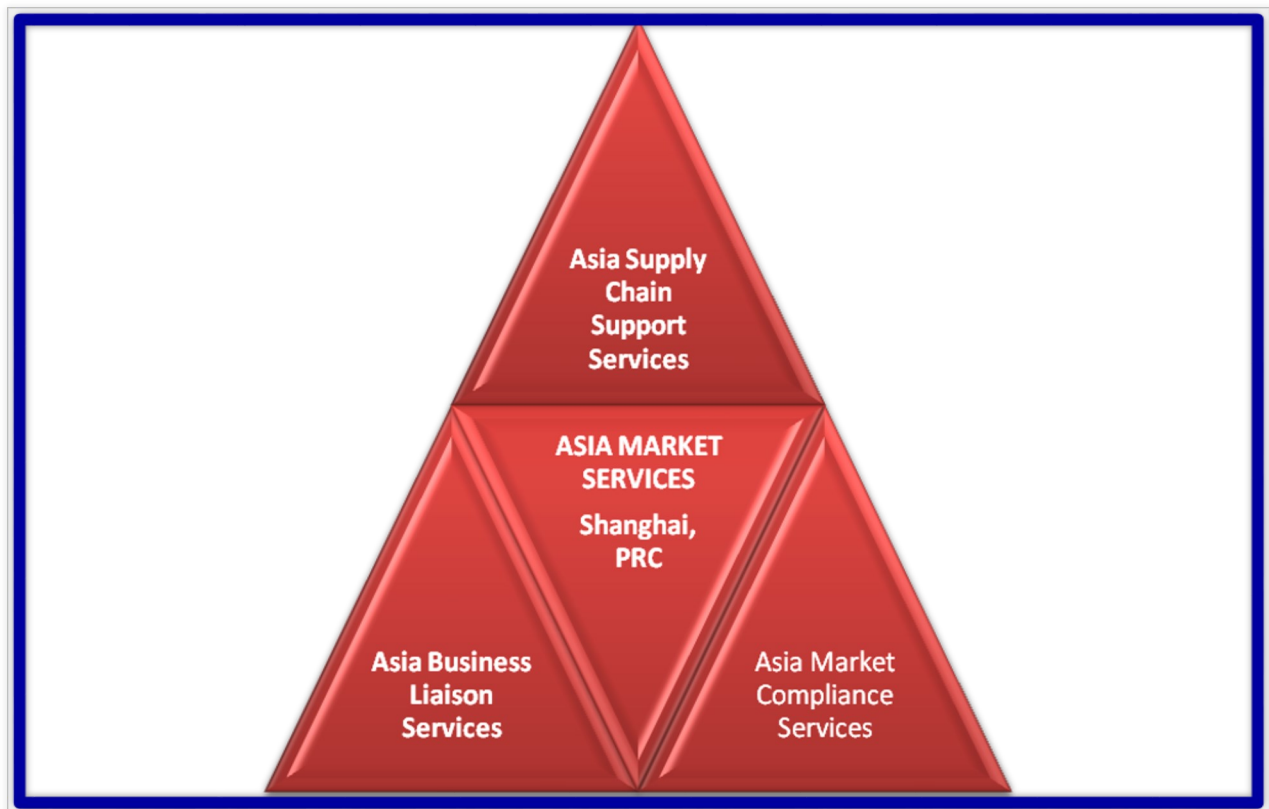 Asia Supply
Chain
Support
Services
ASIA MARKET
SERVICES
Shanghai,
PRC
Asia Business
Liaison
Services
Asia Market
Compliance
Services